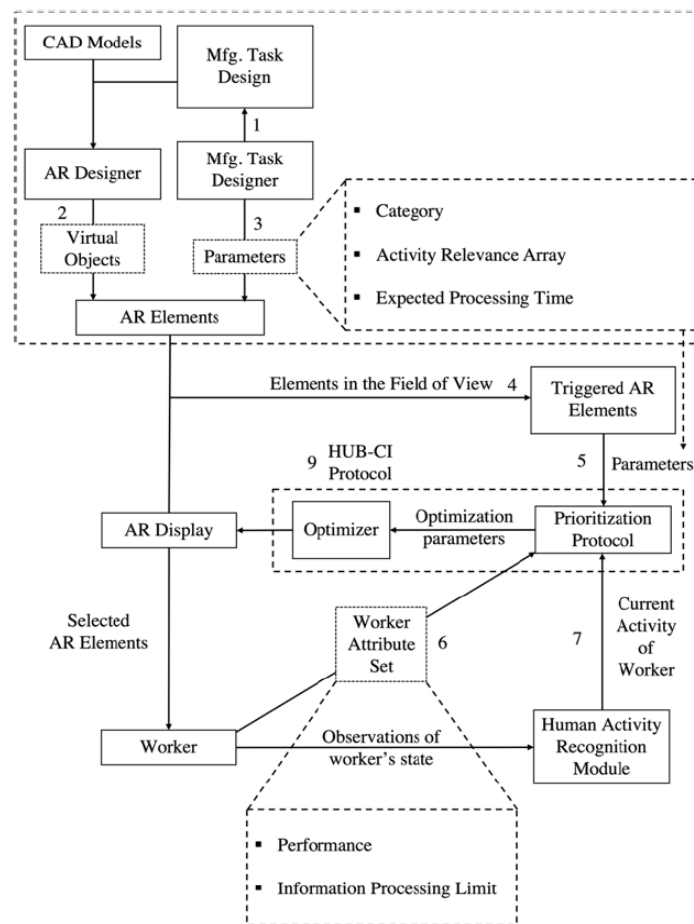 CAD Models
Mfg. Task
Design
1
AR Designer
Mfg. Task
Designer
2
3
Virtual
Objects
Parameters
▪ Category
▪ Activity Relevance Array
▪ Expected Processing Time
AR Elements
Elements in the Field of View 4
Triggered AR
Elements
5 Parameters
9 HUB-CI
Protocol
AR Display
Optimizer
Optimization
parameters
Prioritization
Protocol
Selected
AR Elements
Worker
Attribute
Set
6
7
Current
Activity
of
Worker
Worker
Observations of
worker's state
Human Activity
Recognition
Module
▪ Performance
▪ Information Processing Limit